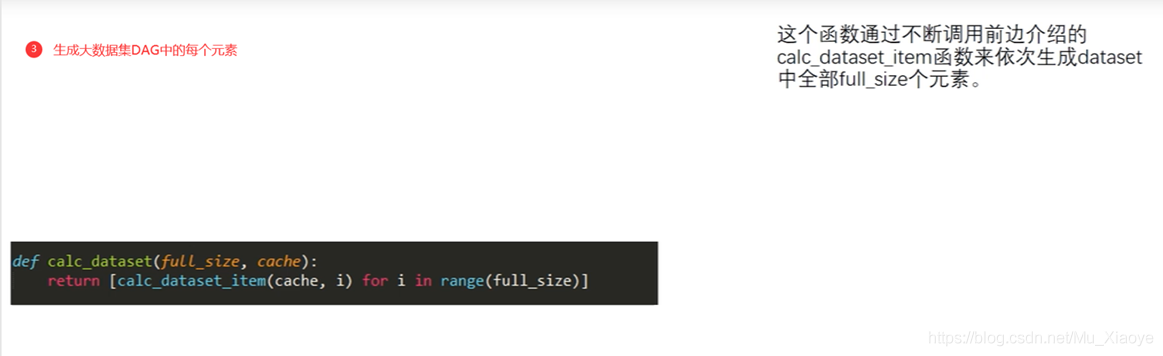 3 生成大数据集DAG中的每个元素
这个函数通过不断调用前边介绍的
calc_dataset_item函数来依次生成dataset
中全部full_size个元素。
def calc_dataset(full_size, cache):
    return [calc_dataset_item(cache, i) for i in range(full_size)]
https://blog.csdn.net/Mu_Xiaoye